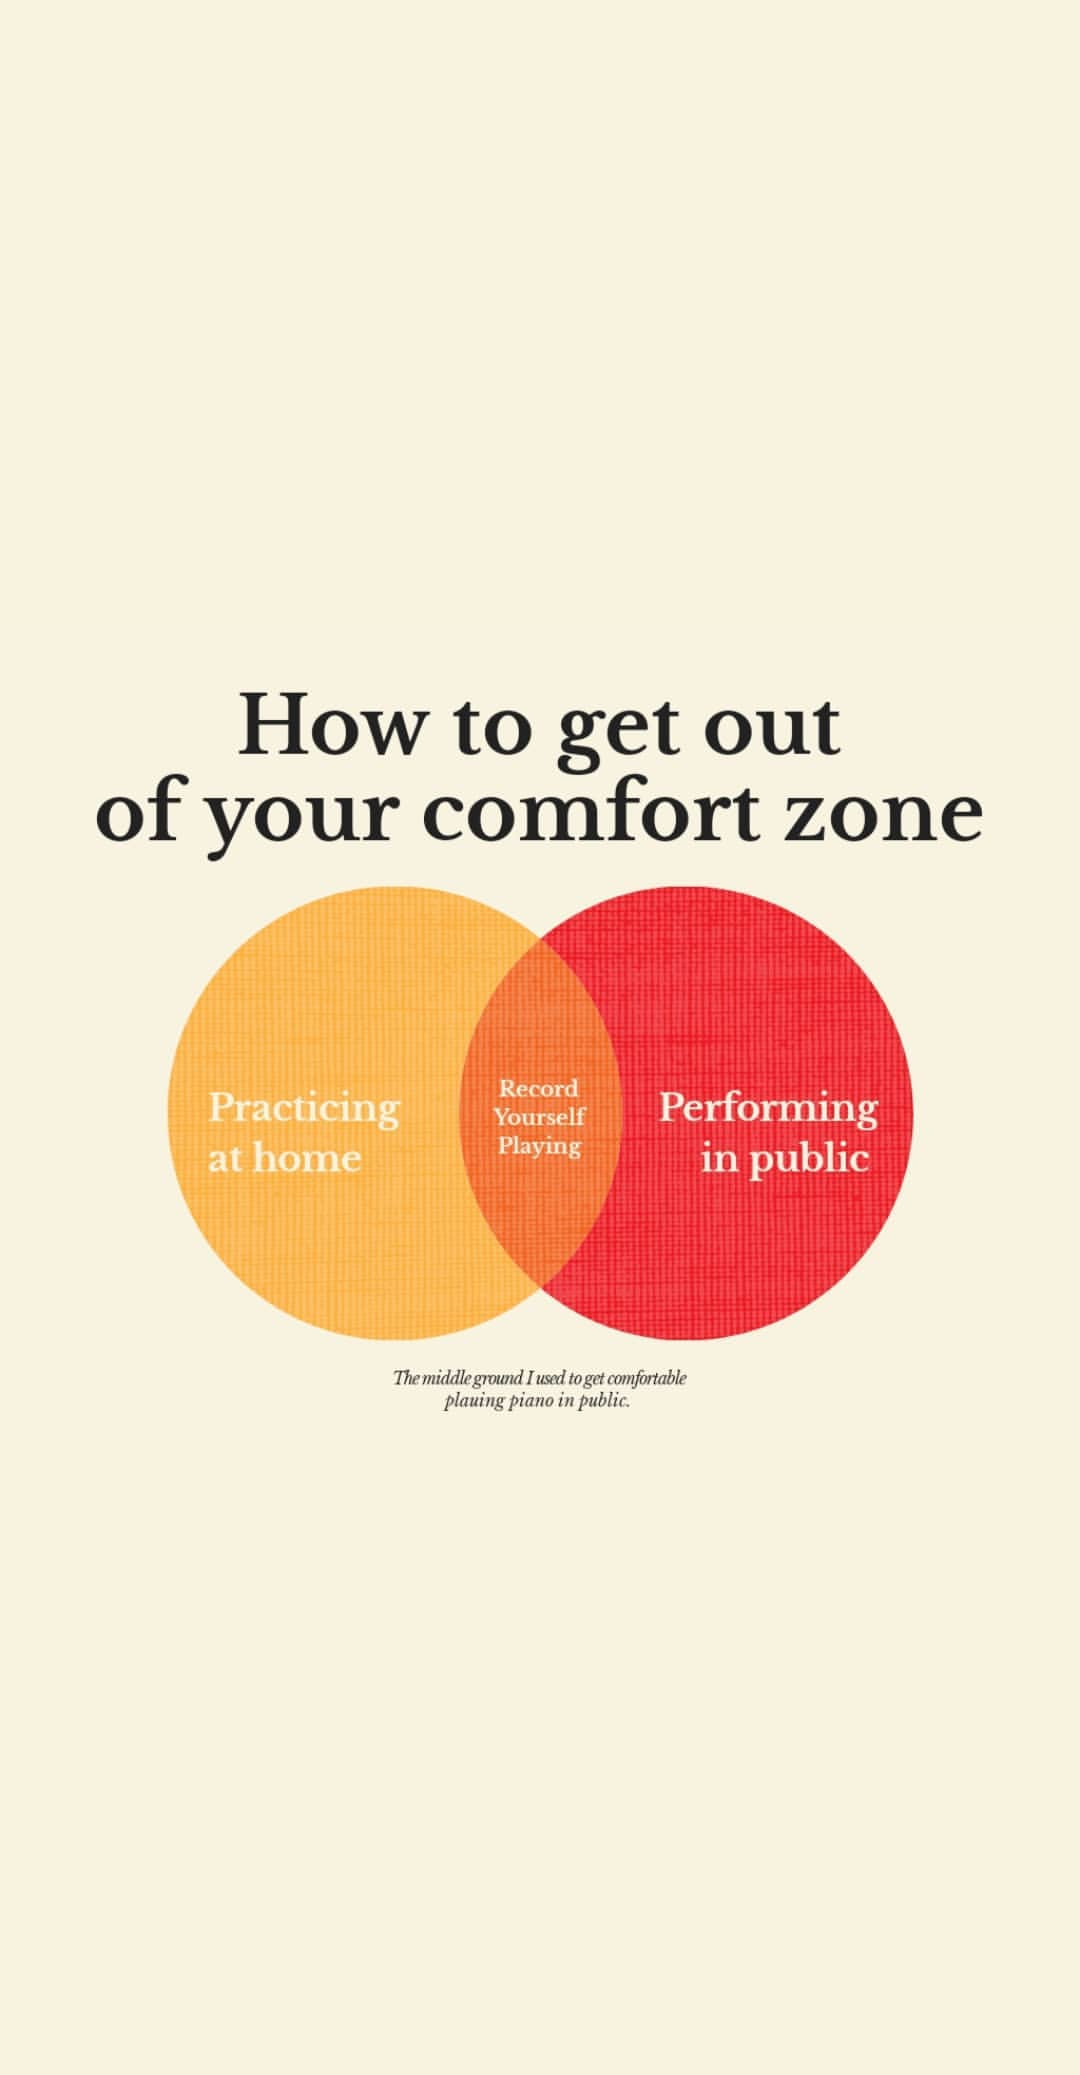 How to get out
of your comfort zone
Practicing
at home
Record
Yourself
Playing
Performing
in public
The middle ground I used to get comfortable
plauing piano in public.